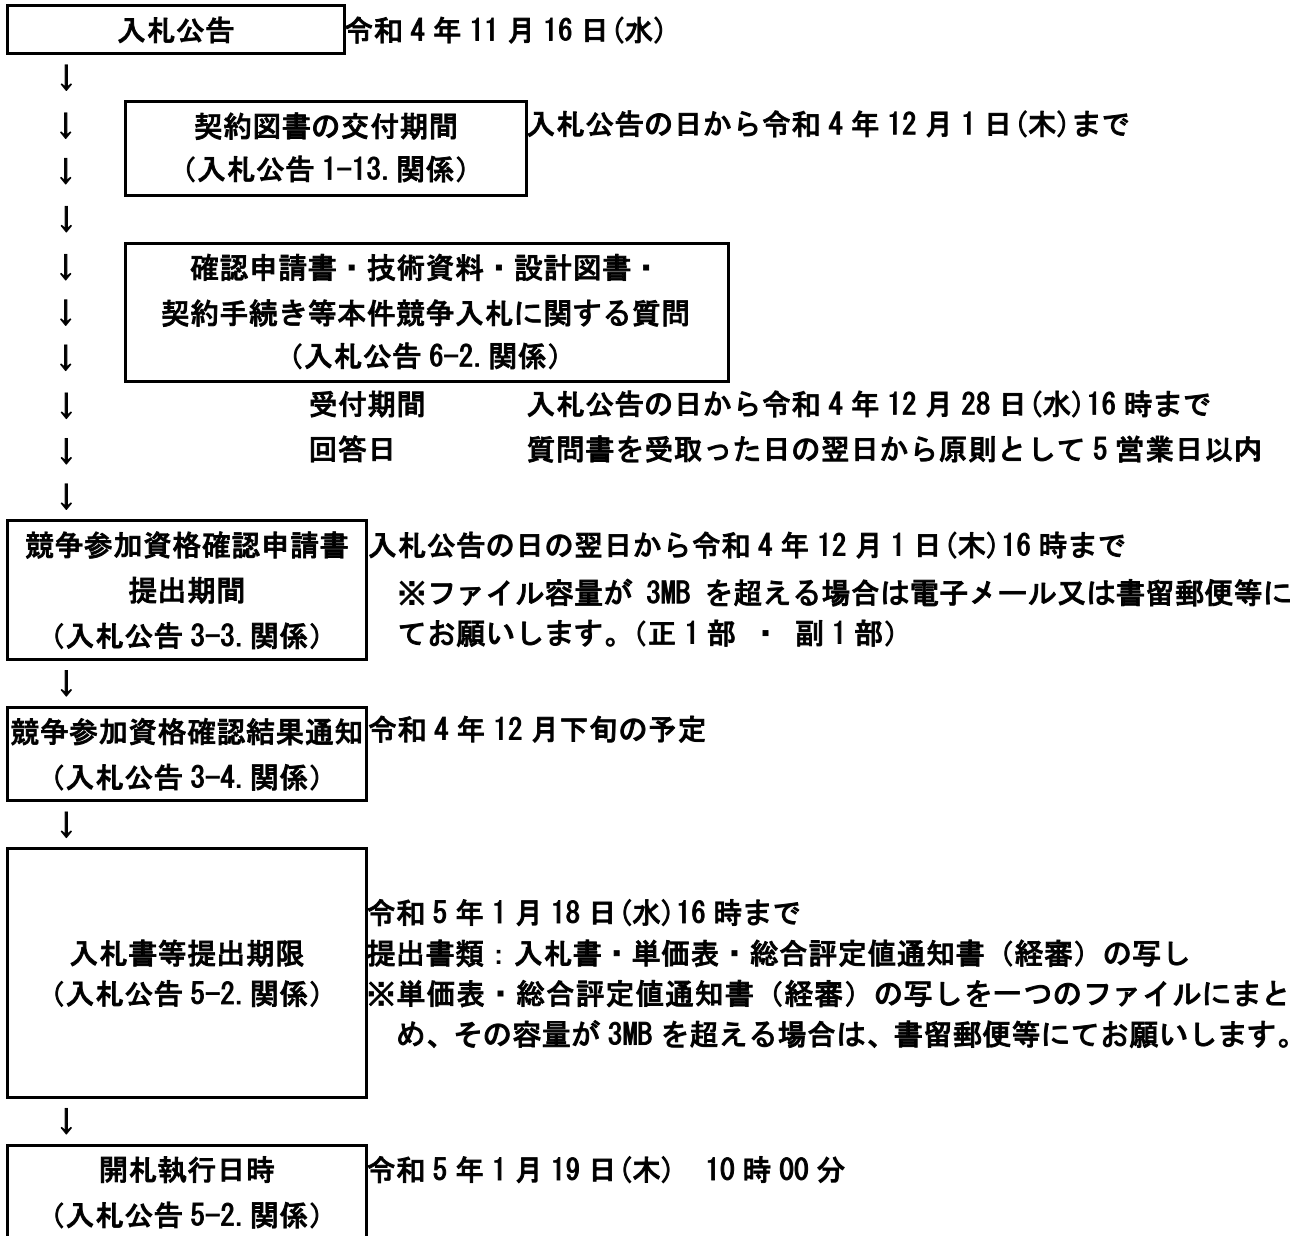 入札公告 令和4年11月16日(水)
↓
↓ 契約図書の交付期間 入札公告の日から令和4年12月1日(木)まで
↓ (入札公告1-13.関係)
↓
↓ 確認申請書・技術資料・設計図書・
↓ 契約手続き等本件競争入札に関する質問
↓ (入札公告6-2.関係)
↓ 受付期間 入札公告の日から令和4年12月28日(水)16時まで
↓ 回答日 質問書を受取った日の翌日から原則として5営業日以内
↓
競争参加資格確認申請書 入札公告の日の翌日から令和4年12月1日(木)16時まで
提出期間 ※ファイル容量が 3MB を超える場合は電子メール又は書留郵便等に
(入札公告3-3.関係) てお願いします。(正1部 ・ 副1部)
↓
競争参加資格確認結果通知 令和4年12月下旬の予定
(入札公告3-4.関係)
↓
令和5年1月18日(水)16時まで
入札書等提出期限 提出書類：入札書・単価表・総合評定値通知書（経審）の写し
(入札公告5-2.関係) ※単価表・総合評定値通知書（経審）の写しを一つのファイルにまと
め、その容量が3MBを超える場合は、書留郵便等にてお願いします。
↓
開札執行日時 令和5年1月19日(木) 10時00分
(入札公告5-2.関係)